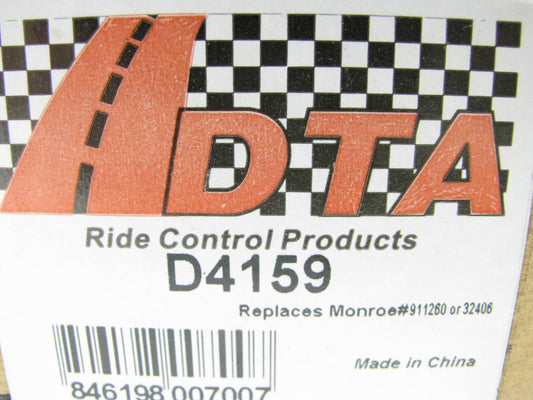 DTA
Ride Control Products
D4159
Replaces Monroe#911260 or 32406
Made in China
846198 007007